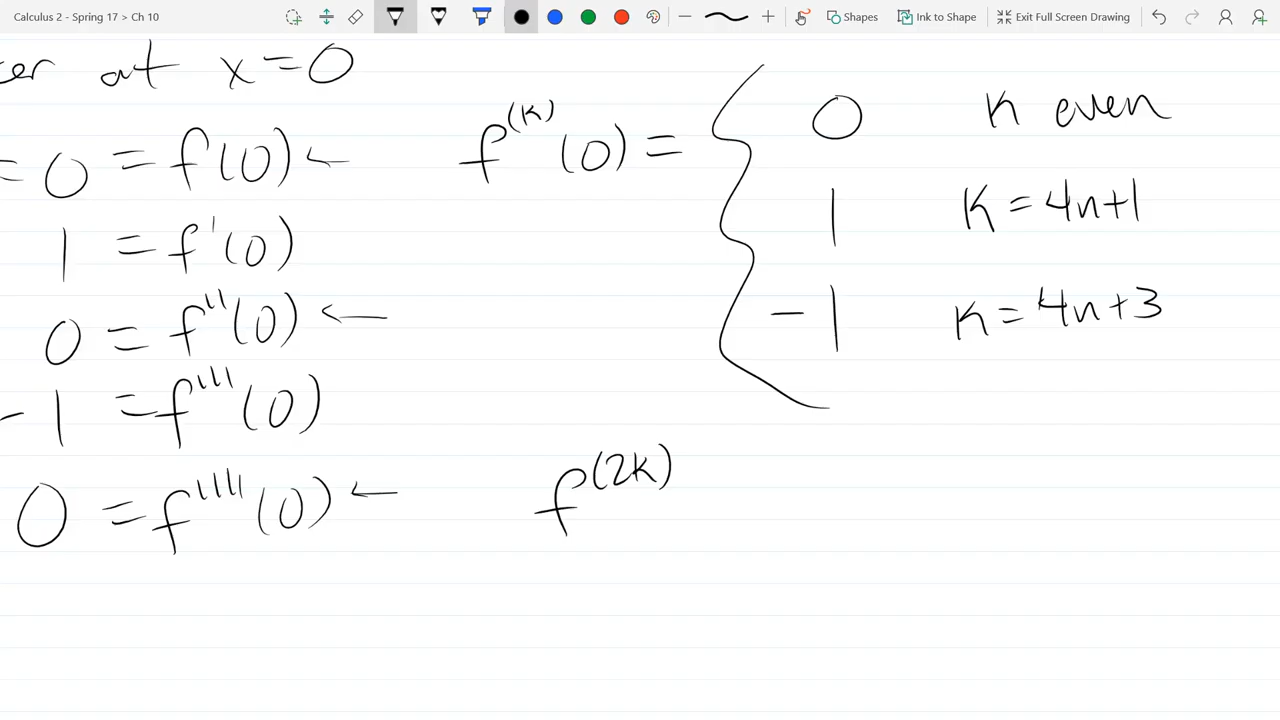 Calculus 2 - Spring 17 > Ch 10
Shapes
Ink to Shape
Exit Full Screen Drawing
at x = 0
= 0 = f(0) ←
1 = f'(0)
0 = f''(0) ←
- 1 = f'''(0)
0 = f''''(0) ←
f^(k) (0) = {
0 k even
1 k = 4n+1
-1 k = 4n+3
f^(2k)